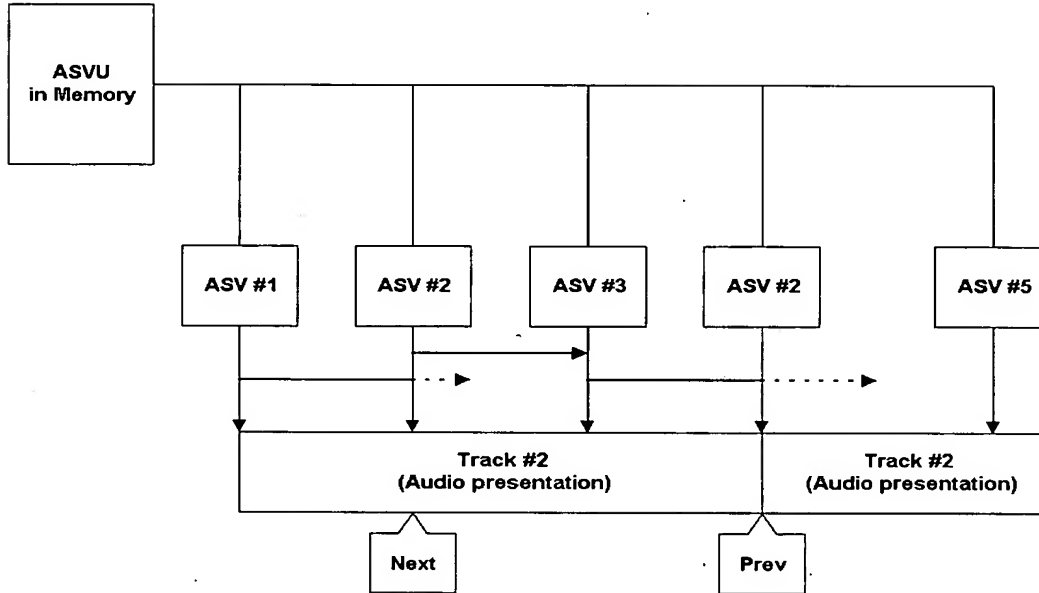 ASVU
in Memory
ASV #1
ASV #2
ASV #3
ASV #2
ASV #5
Track #2
(Audio presentation)
Track #2
(Audio presentation)
Next
Prev